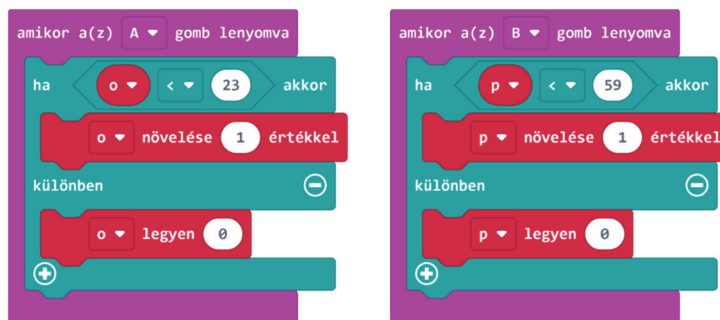 amikor a(z) A gomb lenyomva
ha o < 23 akkor
o növelése 1 értékkel
különben
o legyen 0
amikor a(z) B gomb lenyomva
ha p < 59 akkor
p növelése 1 értékkel
különben
p legyen 0